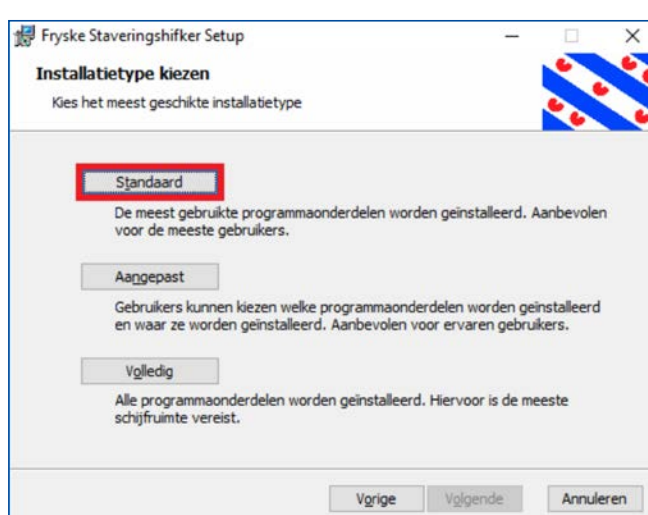 Fryske Staveringshifker Setup
Installatietype kiezen
Kies het meest geschikte installatietype
Standaard
De meest gebruikte programmaonderdelen worden geïnstalleerd. Aanbevolen
voor de meeste gebruikers.
Aangepast
Gebruikers kunnen kiezen welke programmaonderdelen worden geïnstalleerd
en waar ze worden geïnstalleerd. Aanbevolen voor ervaren gebruikers.
Volledig
Alle programmaonderdelen worden geïnstalleerd. Hiervoor is de meeste
schijfruimte vereist.
Vorige Volgende Annuleren